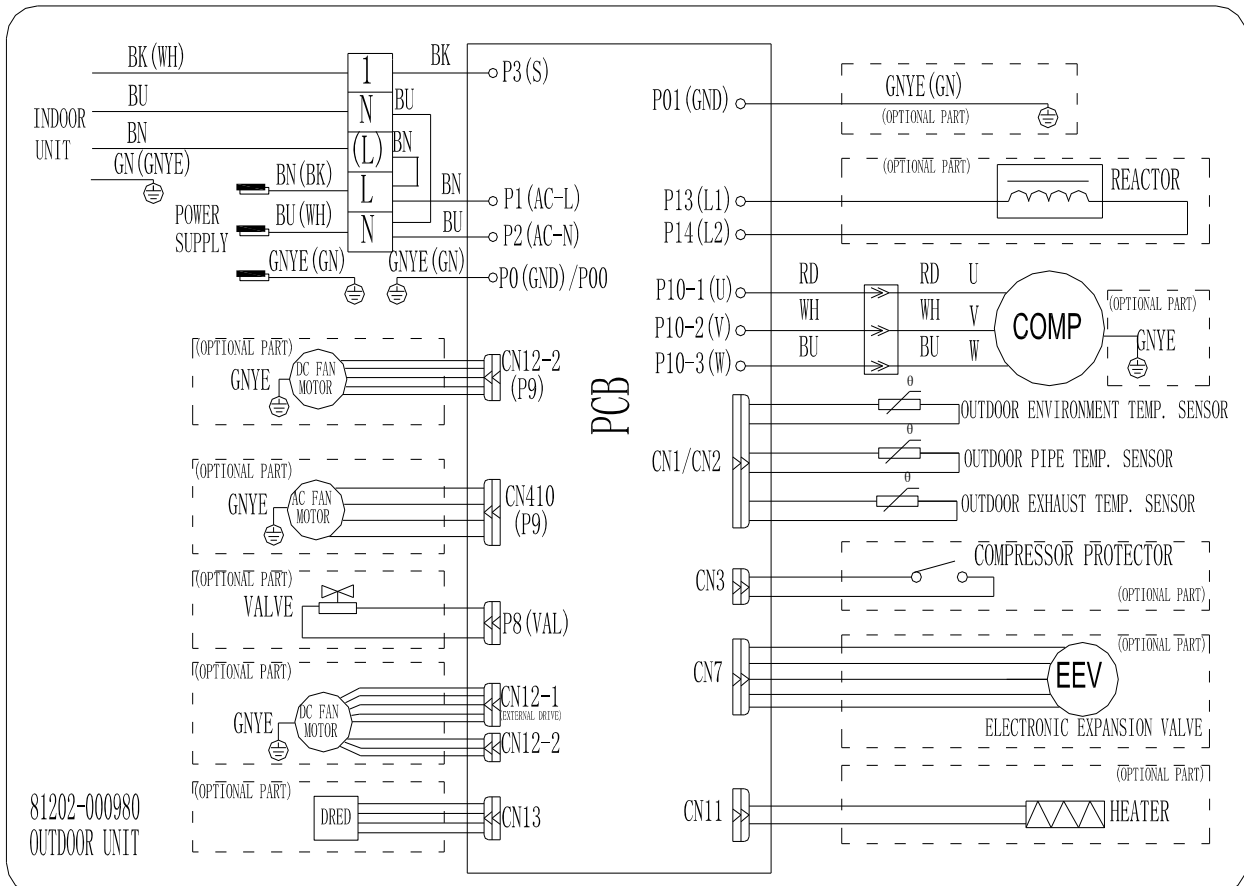 BK(WH)
BU
INDOOR
UNIT
BN
GN(GNYE)
1
N
(L)
L
N
BK
BU
BN
BN
BU
P3(S)
P1(AC-L)
P2(AC-N)
POWER
SUPPLY
BN(BK)
BU(WH)
GNYE(GN)
GNYE(GN)
P0(GND)/P00
(OPTIONAL PART)
GNYE
DC FAN
MOTOR
CN12-2
(P9)
(OPTIONAL PART)
GNYE
AC FAN
MOTOR
CN410
(P9)
(OPTIONAL PART)
VALVE
P8(VAL)
(OPTIONAL PART)
GNYE
DC FAN
MOTOR
CN12-1
(EXTERNAL DRIVE)
CN12-2
(OPTIONAL PART)
DRED
CN13
81202-000980
OUTDOOR UNIT
PCB
P01(GND)
GNYE(GN)
(OPTIONAL PART)
(OPTIONAL PART)
REACTOR
P13(L1)
P14(L2)
P10-1(U)
RD
RD
U
P10-2(V)
WH
WH
V
P10-3(W)
BU
BU
W
COMP
(OPTIONAL PART)
GNYE
CN1/CN2
θ
OUTDOOR ENVIRONMENT TEMP. SENSOR
θ
OUTDOOR PIPE TEMP. SENSOR
θ
OUTDOOR EXHAUST TEMP. SENSOR
CN3
COMPRESSOR PROTECTOR
(OPTIONAL PART)
CN7
(OPTIONAL PART)
EEV
ELECTRONIC EXPANSION VALVE
(OPTIONAL PART)
CN11
HEATER